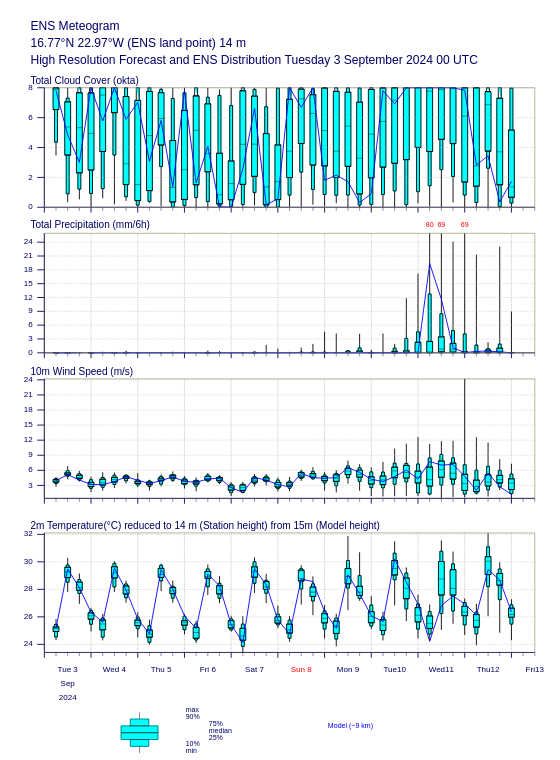 ENS Meteogram
16.77°N 22.97°W (ENS land point) 14 m
High Resolution Forecast and ENS Distribution Tuesday 3 September 2024 00 UTC
Total Cloud Cover (okta)
8
6
4
2
0
Total Precipitation (mm/6h)
80 69 69
24
21
18
15
12
9
6
3
0
10m Wind Speed (m/s)
24
21
18
15
12
9
6
3
2m Temperature(°C) reduced to 14 m (Station height) from 15m (Model height)
32
30
28
26
24
Tue 3 Wed 4 Thu 5 Fri 6 Sat 7 Sun 8 Mon 9 Tue10 Wed11 Thu12 Fri13
Sep
2024
max
90%
75%
median
25%
10%
min
Model (~9 km)